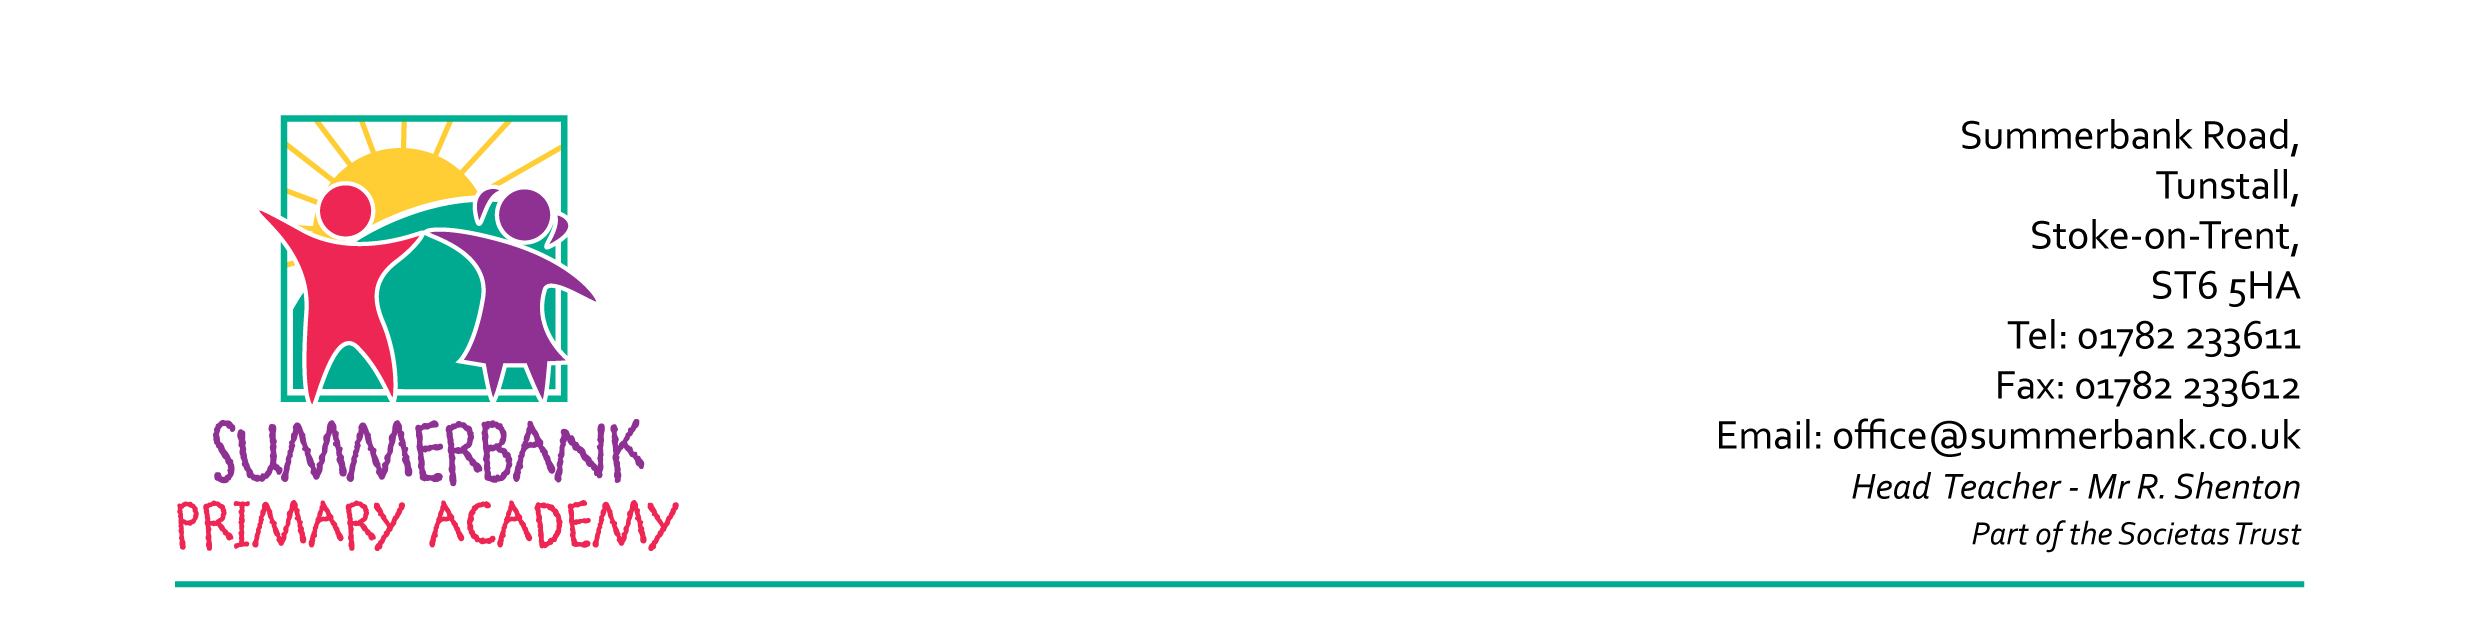 SUMMERBANK
PRIMARY ACADEMY
Summerbank Road,
Tunstall,
Stoke-on-Trent,
ST6 5HA
Tel: 01782 233611
Fax: 01782 233612
Email: office@summerbank.co.uk
Head Teacher - Mr R. Shenton
Part of the Societas Trust